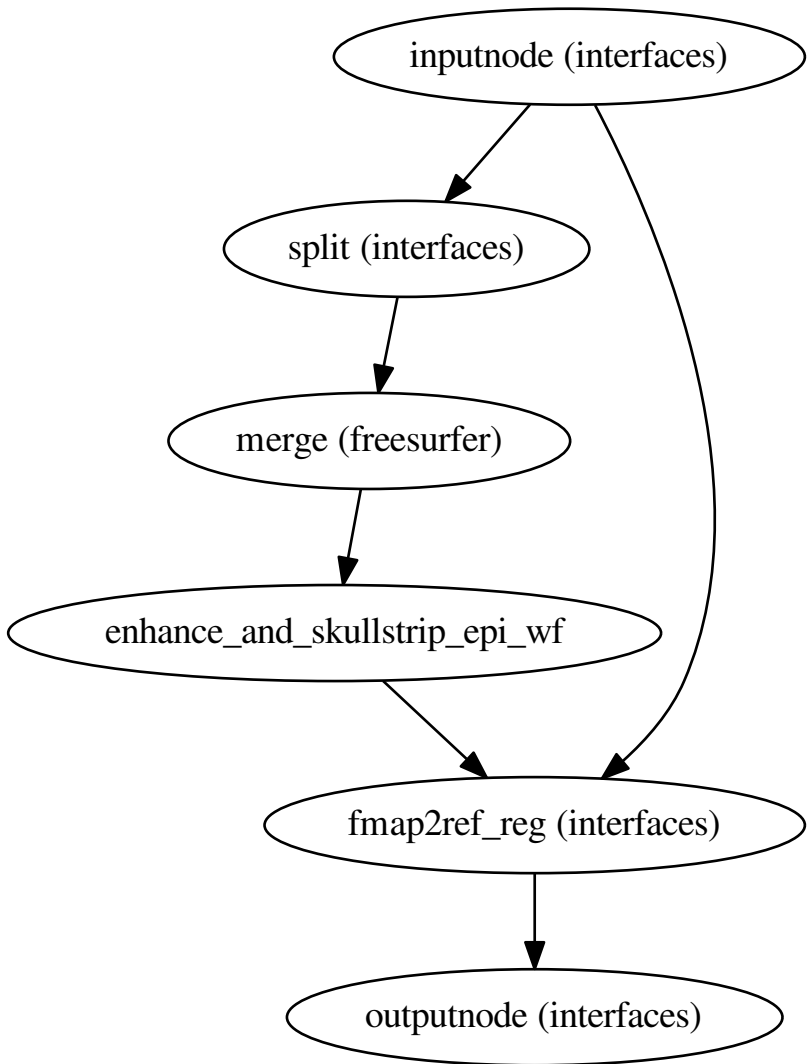 inputnode (interfaces)
split (interfaces)
merge (freesurfer)
enhance_and_skullstrip_epi_wf
fmap2ref_reg (interfaces)
outputnode (interfaces)